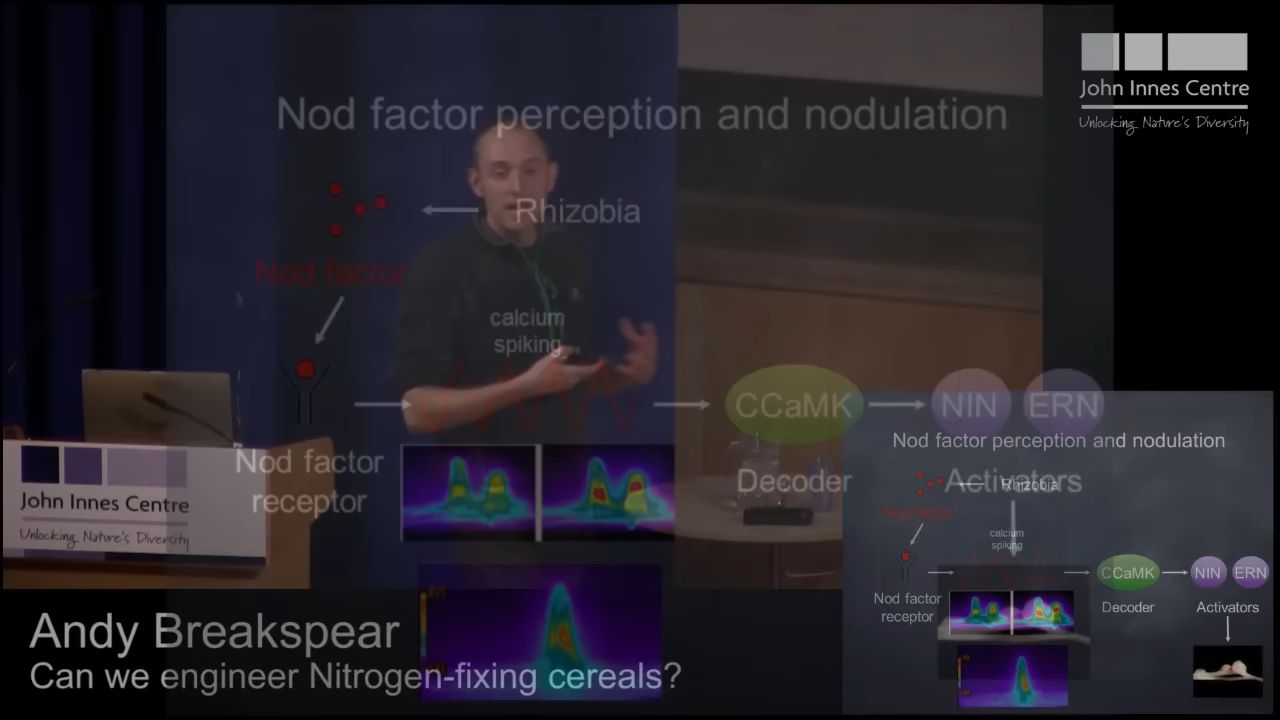 John Innes Centre
Unlocking Nature's Diversity
Nod factor perception and nodulation
Rhizobia
Nod factor
calcium
spiking
CCaMK
NIN
ERN
Nod factor
receptor
Decoder
Activators
John Innes Centre
Unlocking Nature's Diversity
Nod factor perception and nodulation
Rhizobia
Nod factor
calcium
spiking
CCaMK
NIN
ERN
Nod factor
receptor
Decoder
Activators
Andy Breakspear
Can we engineer Nitrogen-fixing cereals?